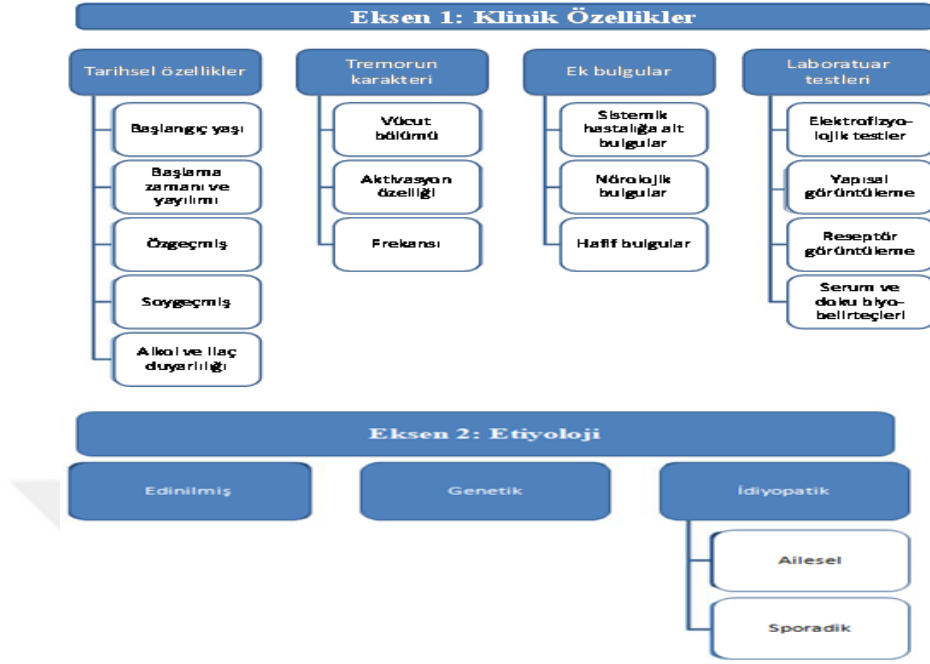 Eksen 1: Klinik Özellikler
Tarihsel özellikler
Başlangıç yaşı
Başlama
zamanı ve
yayılımı
Özgeçmiş
Soygeçmiş
Alkol ve ilaç
duyarlılığı
Tremorun
karakteri
Vücut
bölümü
Aktivasyon
özelliği
Frekansı
Ek bulgular
Sistemik
hastalığa ait
bulgular
Nörolojik
bulgular
Hafif bulgular
Laboratuar
testleri
Elektrofizyo-
lojik testler
Yapısal
görüntüleme
Reseptör
görüntüleme
Serum ve
doku biyo-
belirteçleri
Eksen 2: Etiyoloji
Edinilmiş
Genetik
İdiyopatik
Ailesel
Sporadik